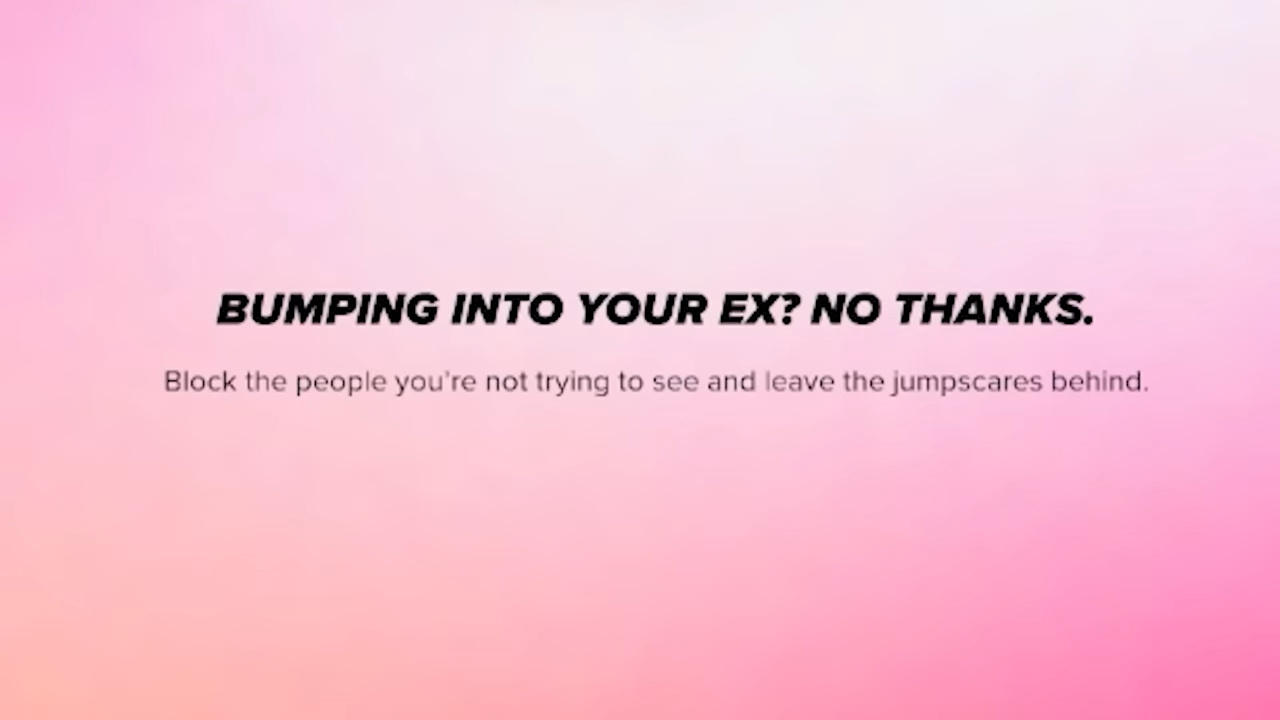 BUMPING INTO YOUR EX? NO THANKS.
Block the people you're not trying to see and leave the jumpscares behind.